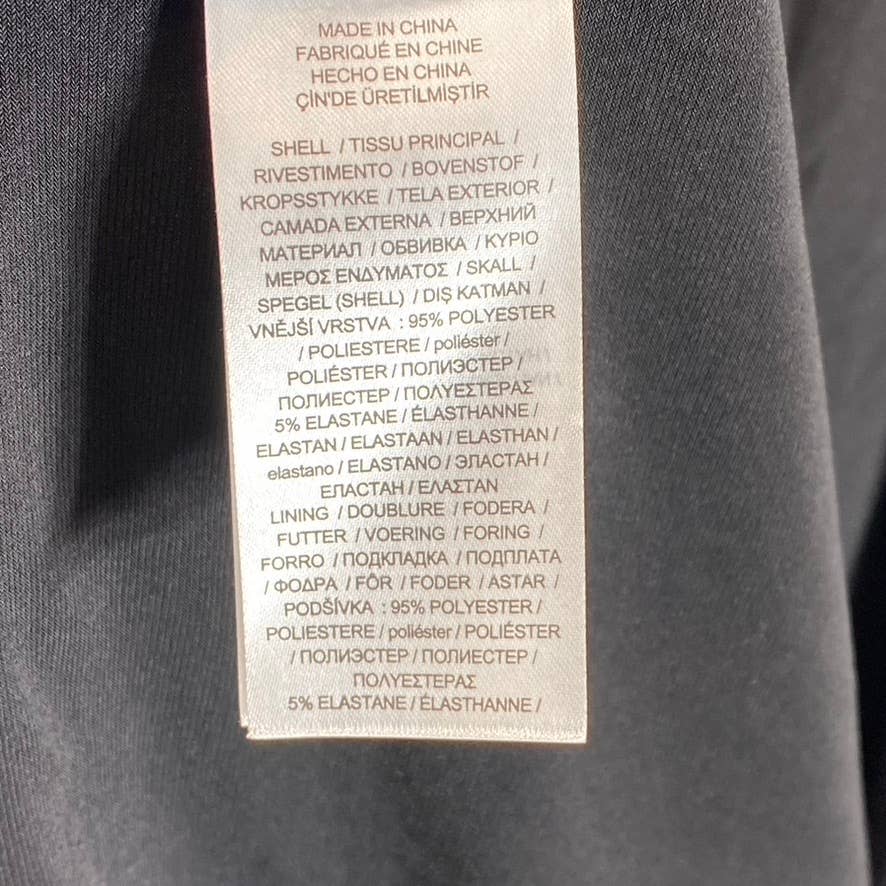 MADE IN CHINA
FABRIQUÉ EN CHINE
HECHO EN CHINA
ÇİN'DE ÜRETİLMİŞTİR
SHELL / TISSU PRINCIPAL /
RIVESTIMENTO / BOVENSTOF /
KROPSSTYKKE / TELA EXTERIOR /
CAMADA EXTERNA / ВЕРХНИЙ
МАТЕРИАЛ / ОБВИВКА / ΚΥΡΙΟ
ΜΕΡΟΣ ΕΝΔΥΜΑΤΟΣ / SKALL /
SPEGEL (SHELL) / DIŞ KATMAN /
VNĚJŠÍ VRSTVA : 95% POLYESTER
/ POLIESTERE / poliéster /
POLIÉSTER / ПОЛИЭСТЕР /
ПОЛИЕСТЕР / ΠΟΛΥΕΣΤΕΡΑΣ
5% ELASTANE / ÉLASTHANNE /
ELASTAN / ELASTAAN / ELASTHAN /
elastano / ELASTANO / ЭЛАСТАН /
ЕЛАСТАН / ΕΛΑΣΤΑΝ
LINING / DOUBLURE / FODERA /
FUTTER / VOERING / FORING /
FORRO / ПОДКЛАДКА / ПОДПЛАТА
/ ΦΟΔΡΑ / FÔR / FODER / ASTAR /
PODŠÍVKA : 95% POLYESTER /
POLIESTERE / poliéster / POLIÉSTER
/ ПОЛИЭСТЕР / ПОЛИЕСТЕР /
ΠΟΛΥΕΣΤΕΡΑΣ
5% ELASTANE / ÉLASTHANNE /